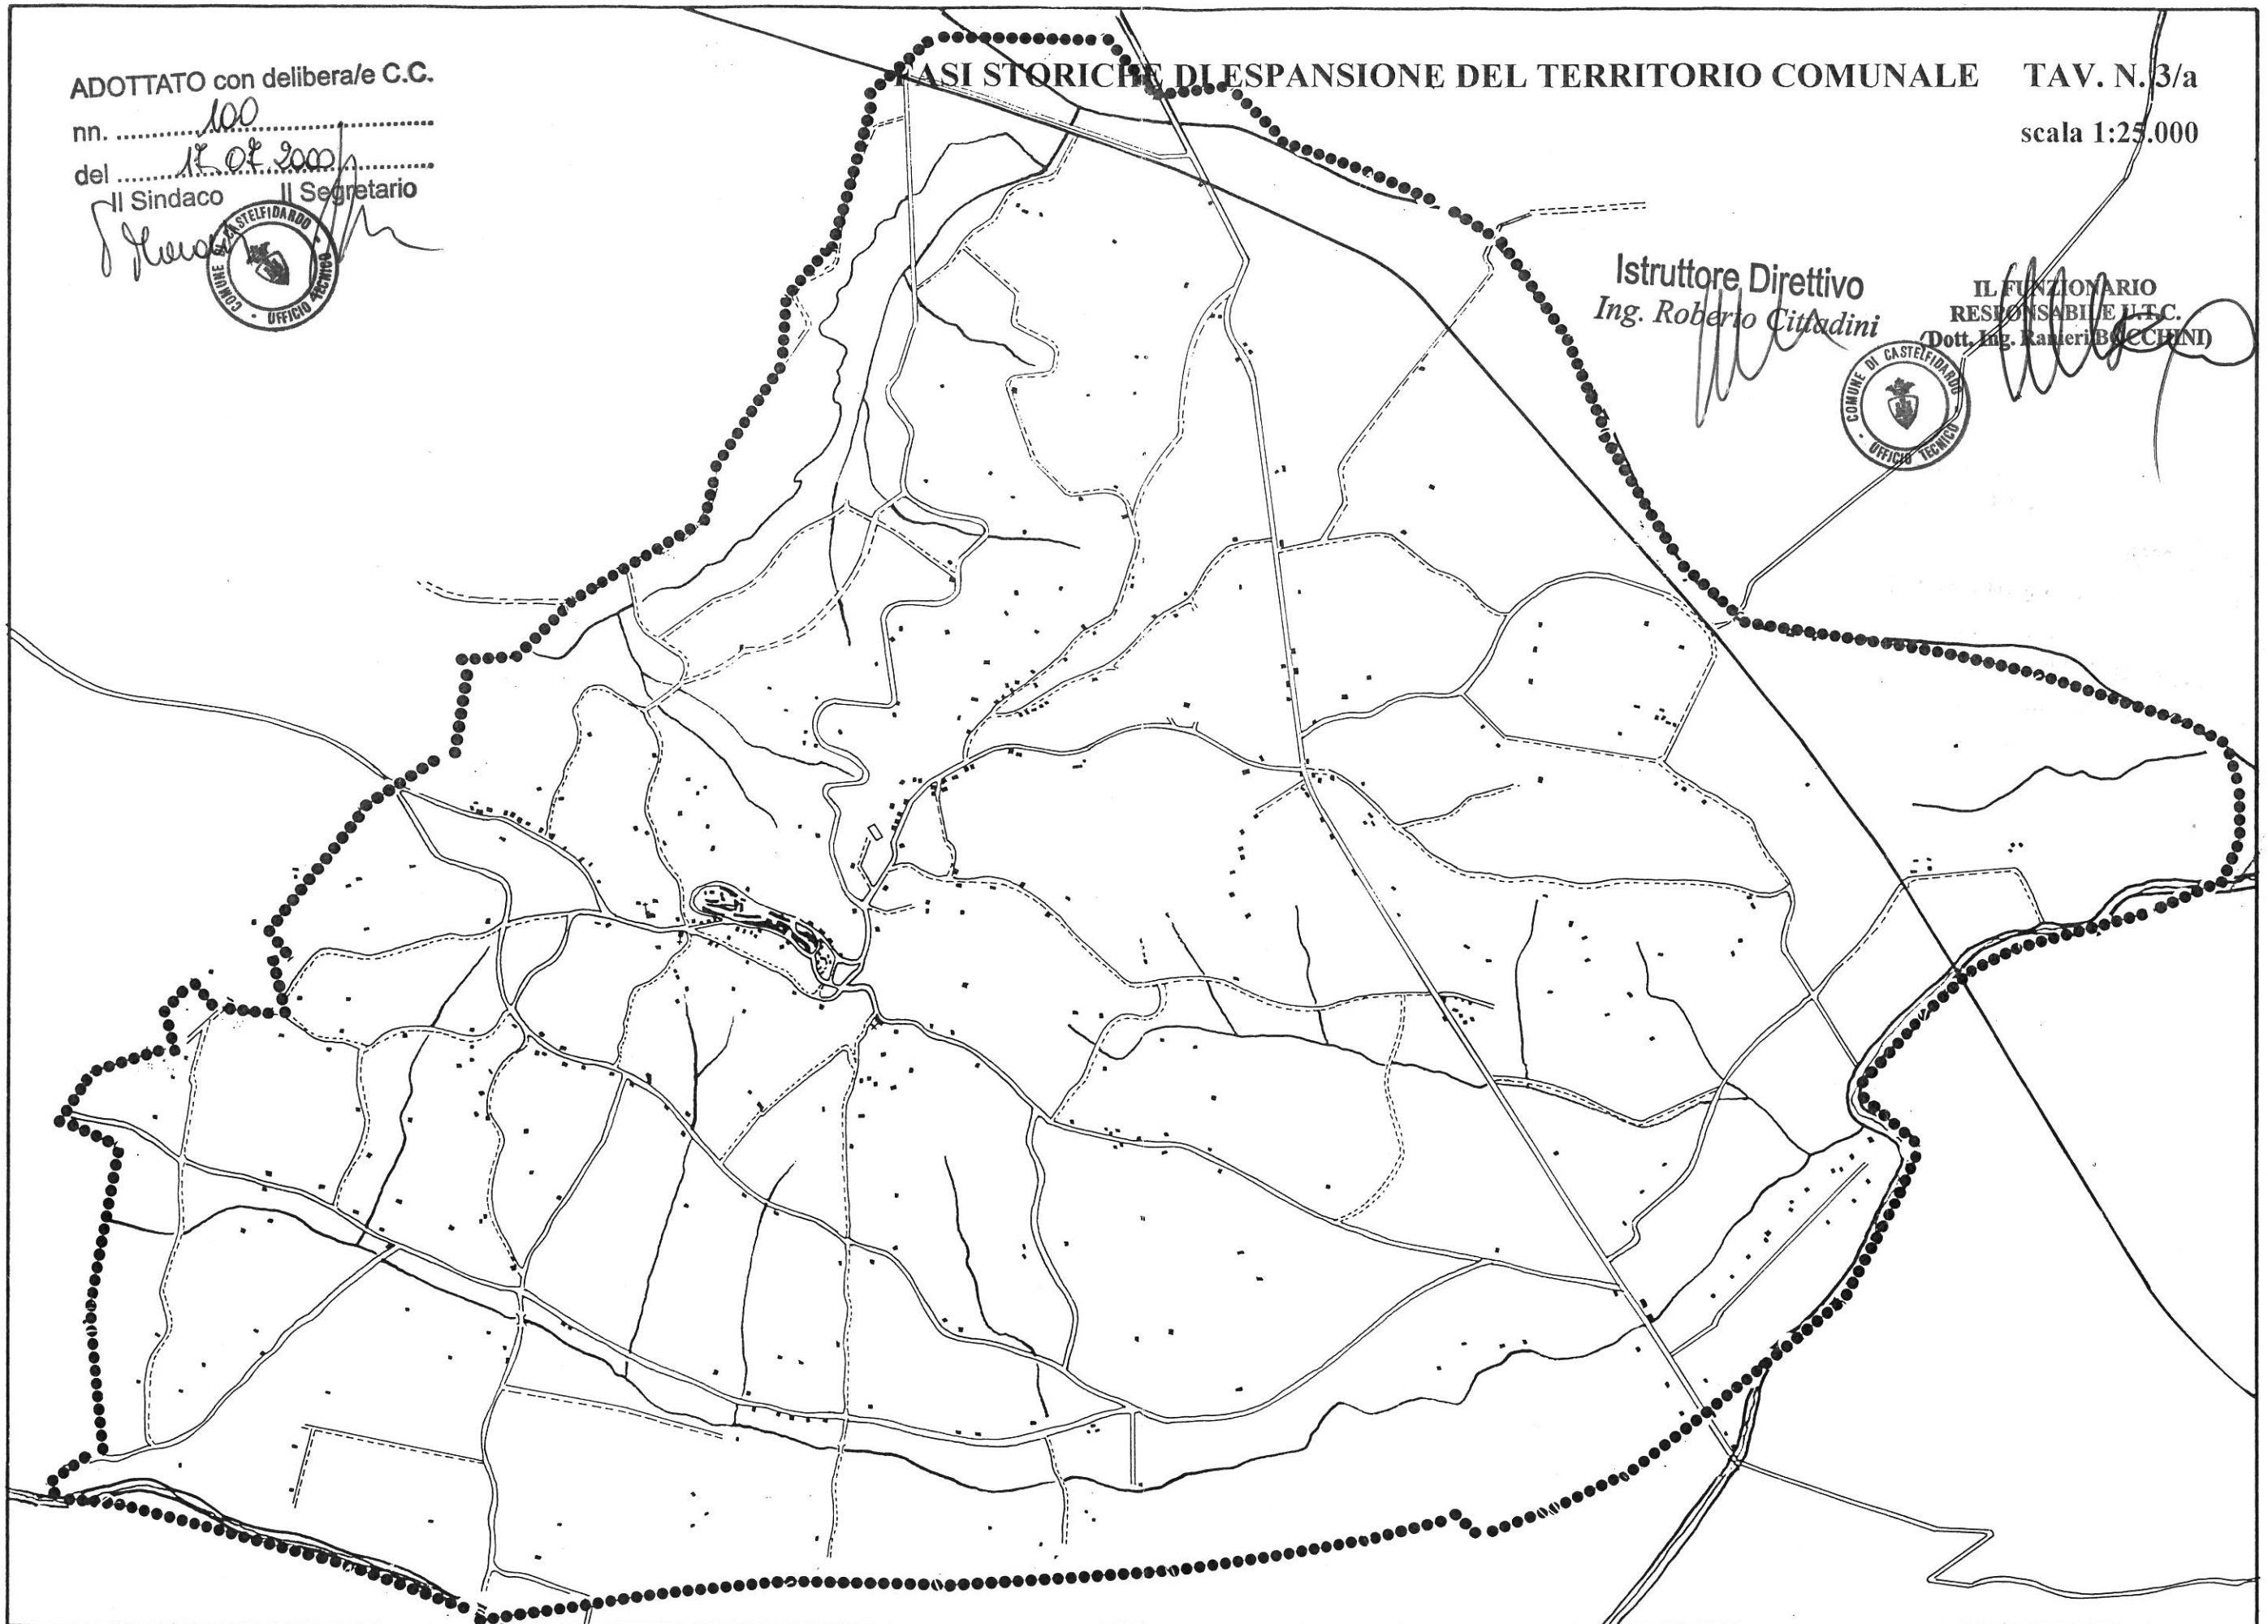 ADOTTATO con delibera/e C.C.
nn. ..........100..........
del ..........17.07.2000..........
Il Sindaco Il Segretario
COMUNE DI CASTELFIDARDO - UFFICIO TECNICO -
FASI STORICHE DI ESPANSIONE DEL TERRITORIO COMUNALE TAV. N. 3/a
scala 1:25.000
Istruttore Direttivo
Ing. Roberto Cittadini
IL FUNZIONARIO
RESPONSABILE U.T.C.
(Dott. Ing. Ranieri BOCCHINI)
COMUNE DI CASTELFIDARDO - UFFICIO TECNICO -